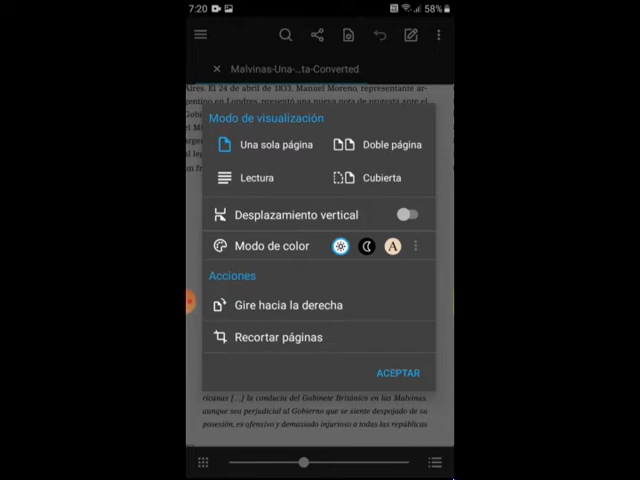 7:20
58%
Malvinas-Una-...ta-Converted
Aires. El 24 de abril de 1833, Manuel Moreno, representante ar-
gentino en Londres, presentó una nueva nota de protesta ante el
Modo de visualización
Una sola página
Doble página
Lectura
Cubierta
Desplazamiento vertical
Modo de color
A
Acciones
Gire hacia la derecha
Recortar páginas
ACEPTAR
ricanas [...] la conducta del Gabinete Británico en las Malvinas,
aunque sea perjudicial al Gobierno que se siente despojado de su
posesión, es ofensivo y demasiado injurioso a todas las repúblicas